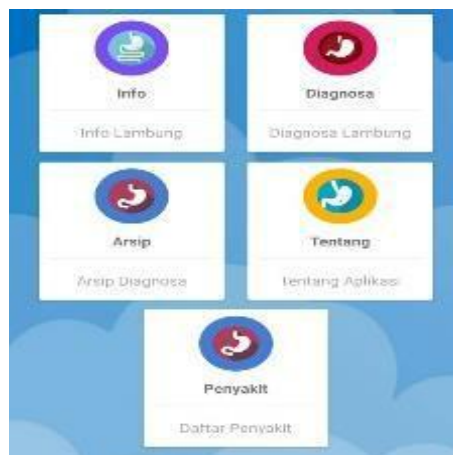 Info
Info Lambung
Diagnosa
Diagnosa Lambung
Arsip
Arsip Diagnosa
Tentang
Tentang Aplikasi
Penyakit
Daftar Penyakit